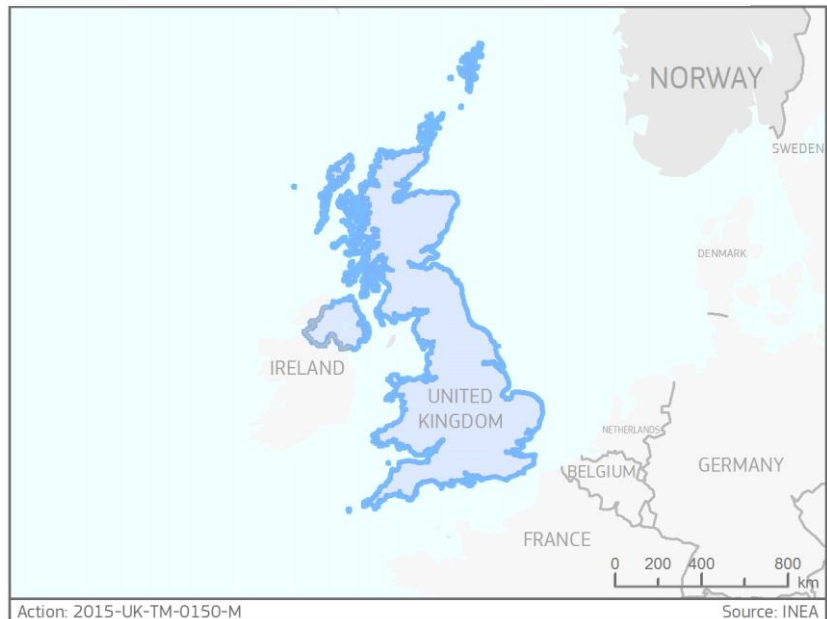 NORWAY
SWEDEN
DENMARK
IRELAND
UNITED
KINGDOM
NETHERLANDS
BELGIUM
GERMANY
FRANCE
0 200 400 800
km
Action: 2015-UK-TM-0150-M
Source: INEA